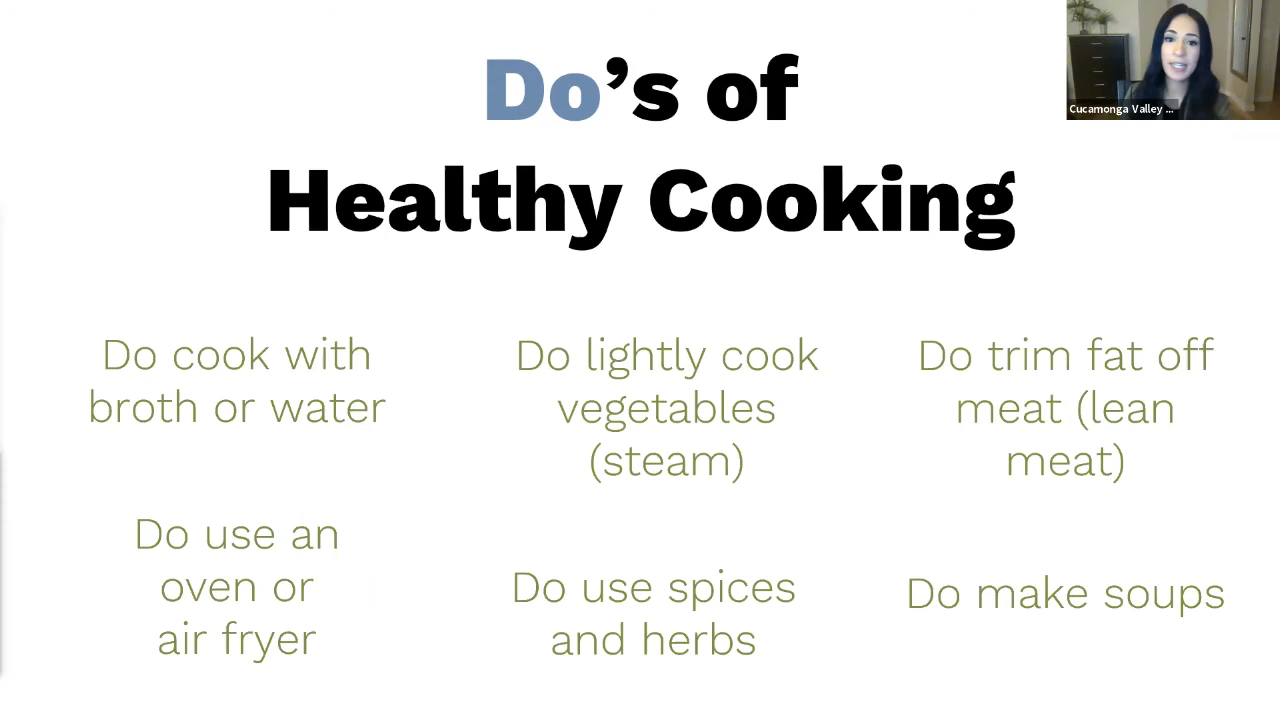 Do's of
Healthy Cooking
Cucamonga Valley ...
Do cook with
broth or water
Do lightly cook
vegetables
(steam)
Do trim fat off
meat (lean
meat)
Do use an
oven or
air fryer
Do use spices
and herbs
Do make soups